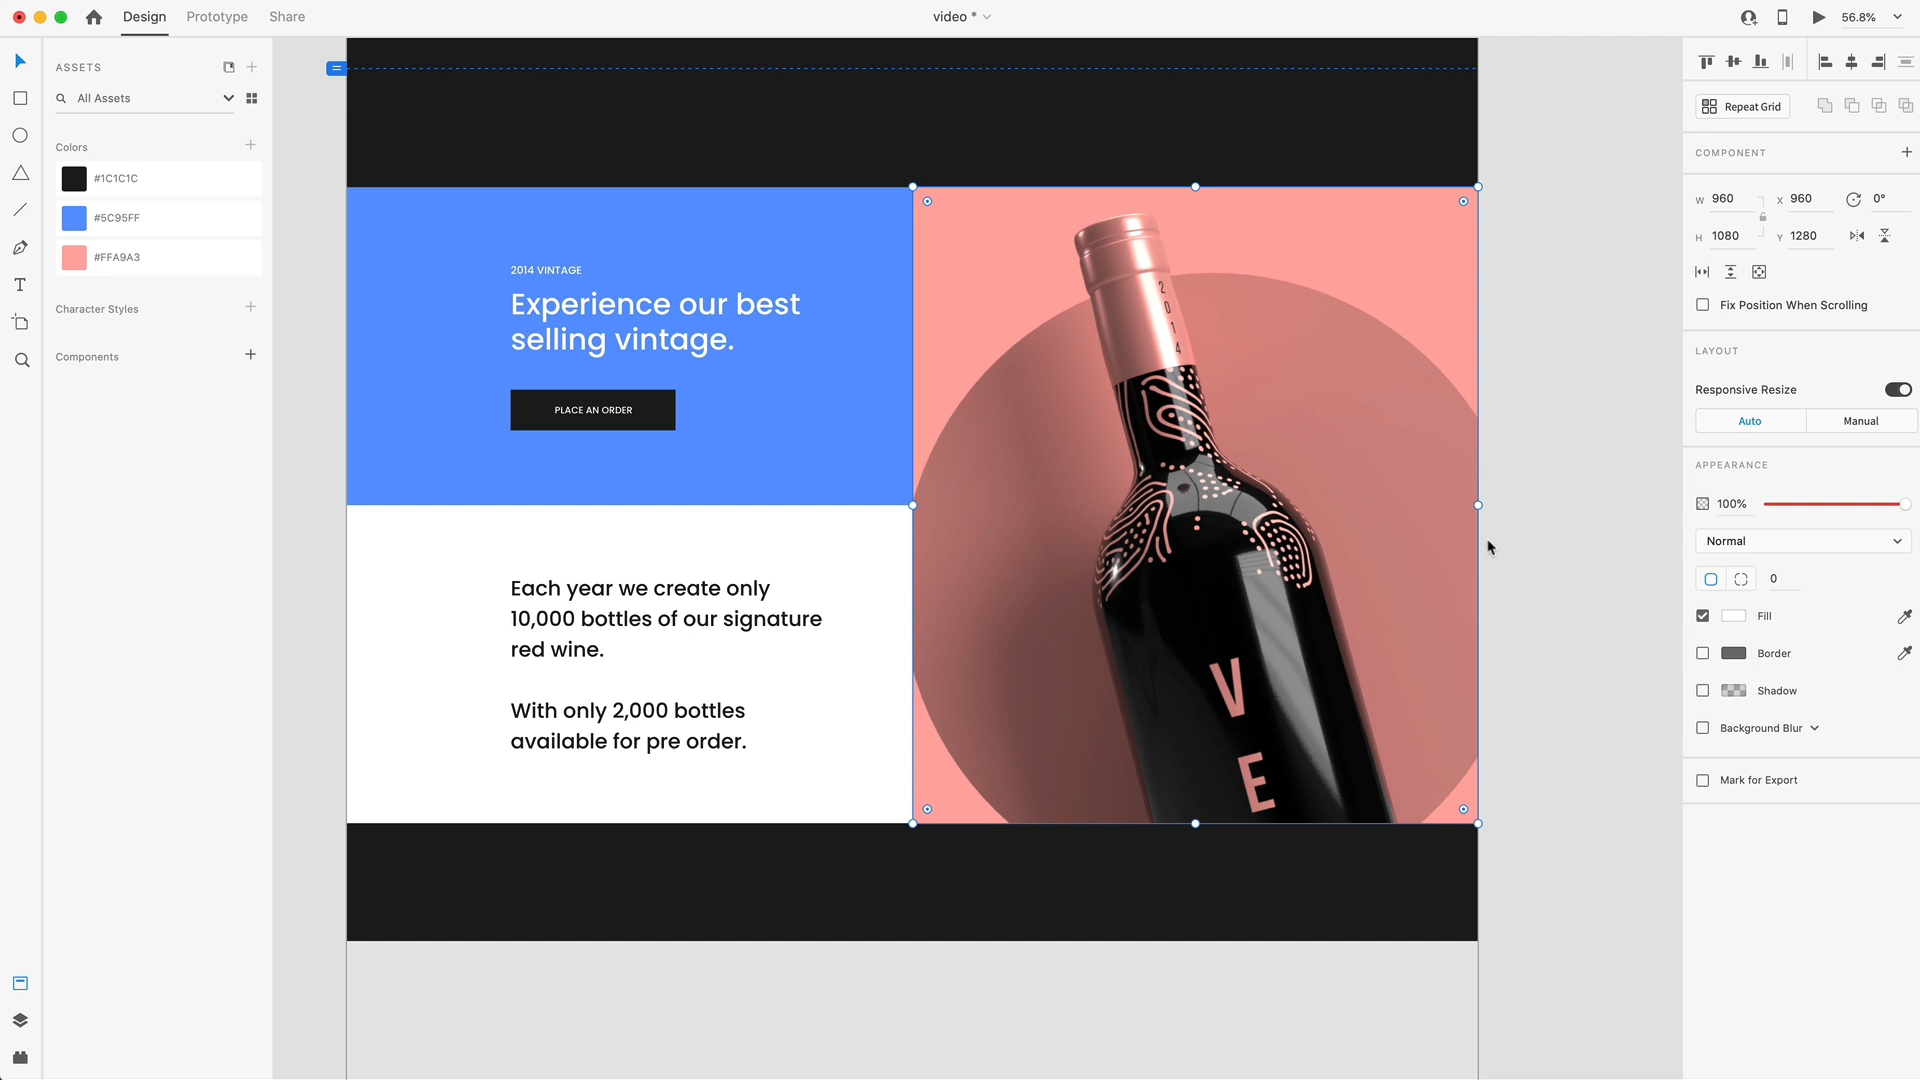 Design
Prototype
Share
video *
56.8%
ASSETS
All Assets
Colors
#1C1C1C
#5C95FF
#FFA9A3
Character Styles
Components
2014 VINTAGE
Experience our best
selling vintage.
PLACE AN ORDER
Each year we create only
10,000 bottles of our signature
red wine.
With only 2,000 bottles
available for pre order.
2014
V
E
Repeat Grid
COMPONENT
W 960
X 960
0°
H 1080
Y 1280
Fix Position When Scrolling
LAYOUT
Responsive Resize
Auto
Manual
APPEARANCE
100%
Normal
0
Fill
Border
Shadow
Background Blur
Mark for Export